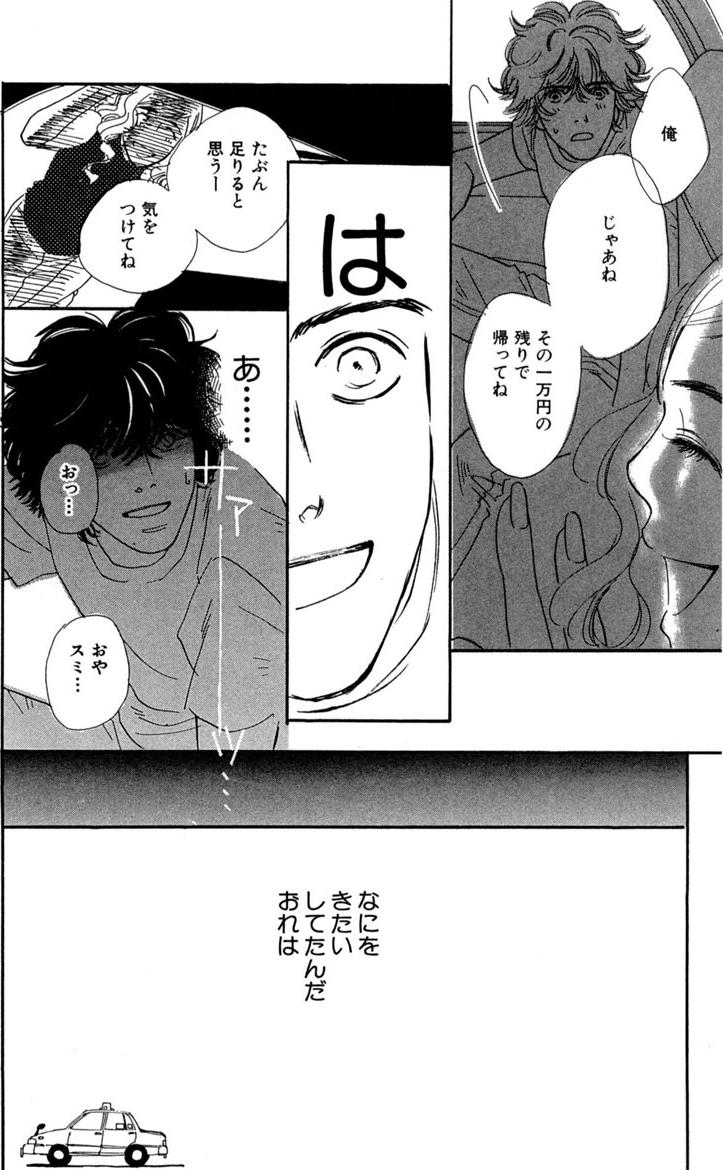 俺
じゃあね
その一万円の
残りで
帰ってね
は
たぶん
足りると
思うー
気を
つけてね
あ……
サァーッ…
おっ…
おや
スミ…
なにを
きたい
してたんだ
おれは